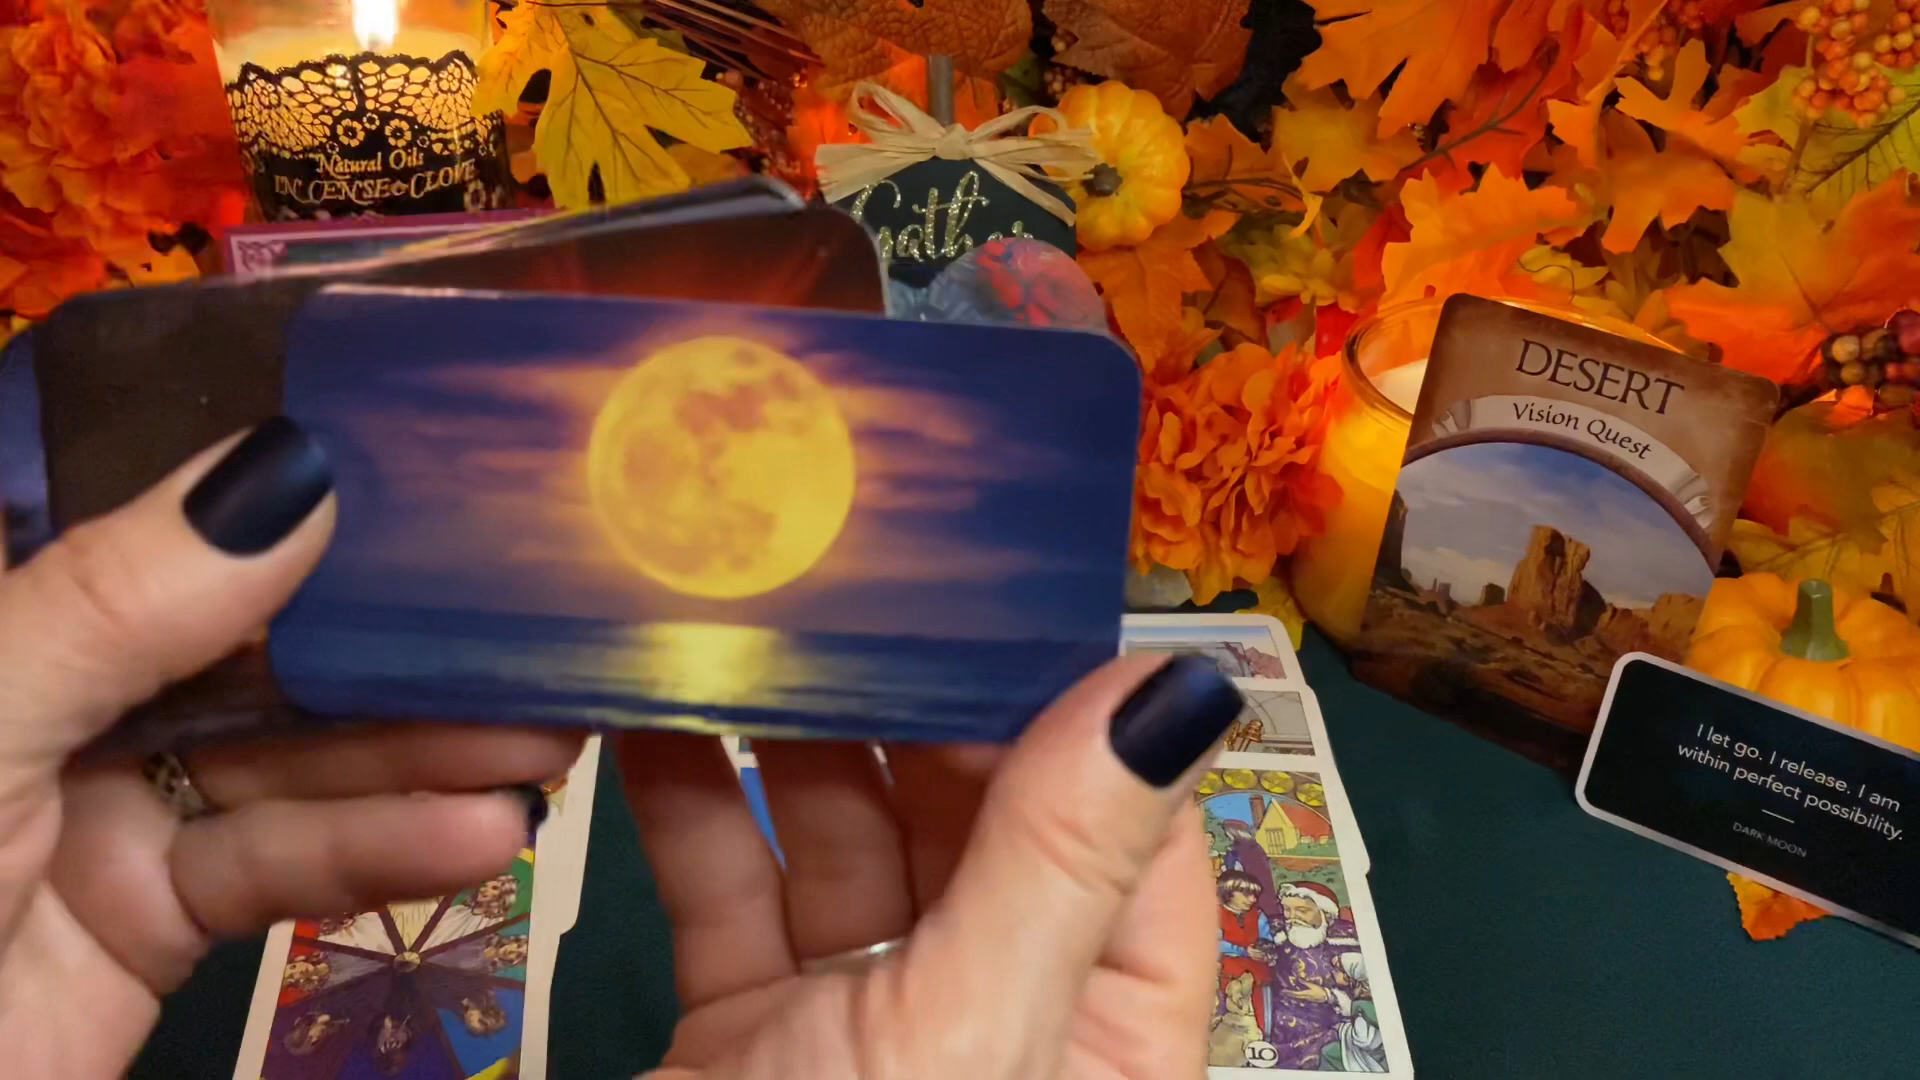 Natural Oils
INCENSE & CLOVE
Gather
DESERT
Vision Quest
I let go. I release. I am
within perfect possibility.
DARK MOON
10